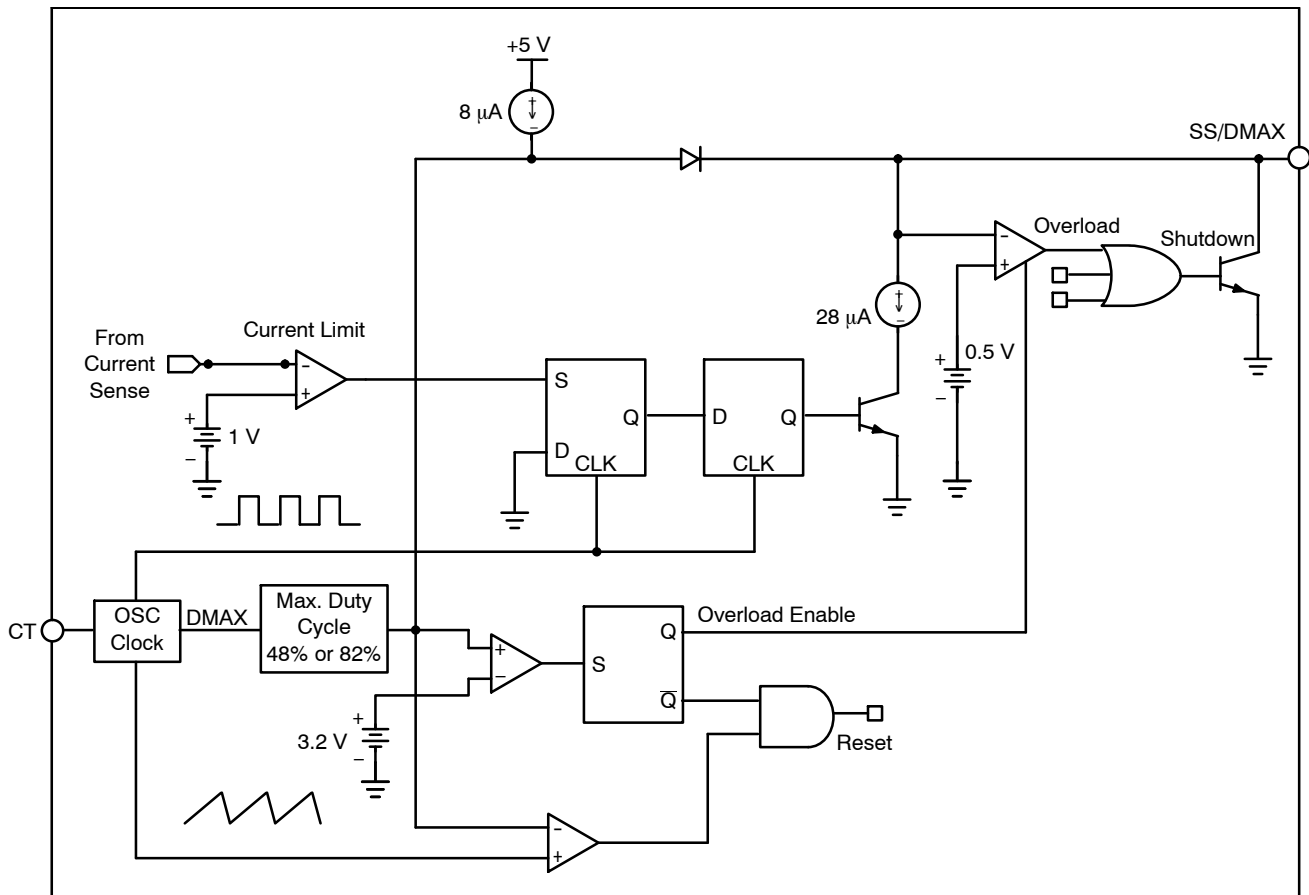 +5 V
8 μA
SS/DMAX
Overload
Shutdown
-
+
28 μA
+
0.5 V
−
From
Current
Sense
Current Limit
-
+
+
1 V
−
S
Q
D
CLK
D
Q
CLK
CT
OSC
Clock
DMAX
Max. Duty
Cycle
48% or 82%
+
−
+
3.2 V
−
S
Q
Q̅
Overload Enable
Reset
-
+